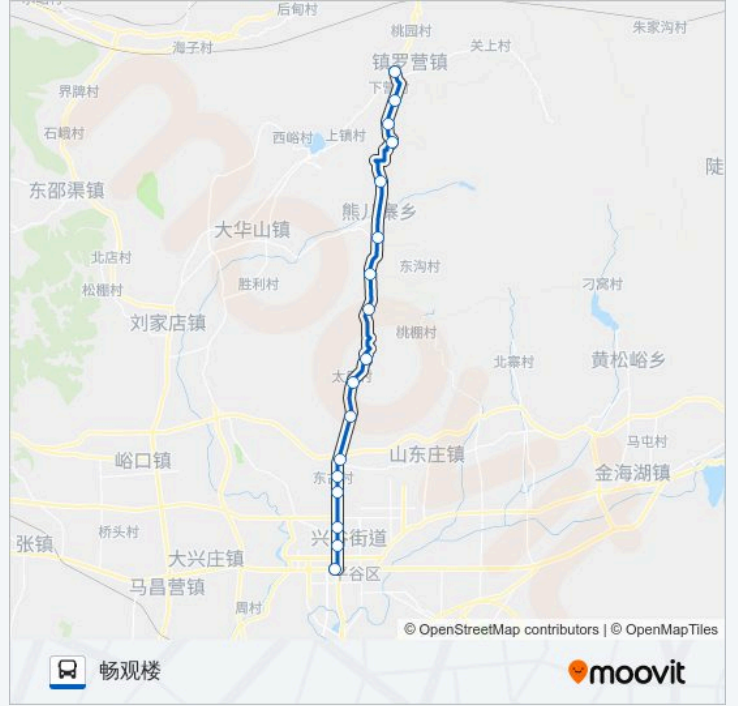 后甸村
桃园村
朱家沟村
海子村
关上村
镇罗营镇
界牌村
石峨村
西峪村
上镇村
陡
东邵渠镇
大华山镇
北店村
东沟村
松棚村
胜利村
刁窝村
刘家店镇
桃棚村
北寨村
黄松峪乡
马屯村
山东庄镇
峪口镇
金海湖镇
桥头村
张镇
兴谷街道
大兴庄镇
平谷区
马昌营镇
周村
© OpenStreetMap contributors | © OpenMapTiles
畅观楼
moovit